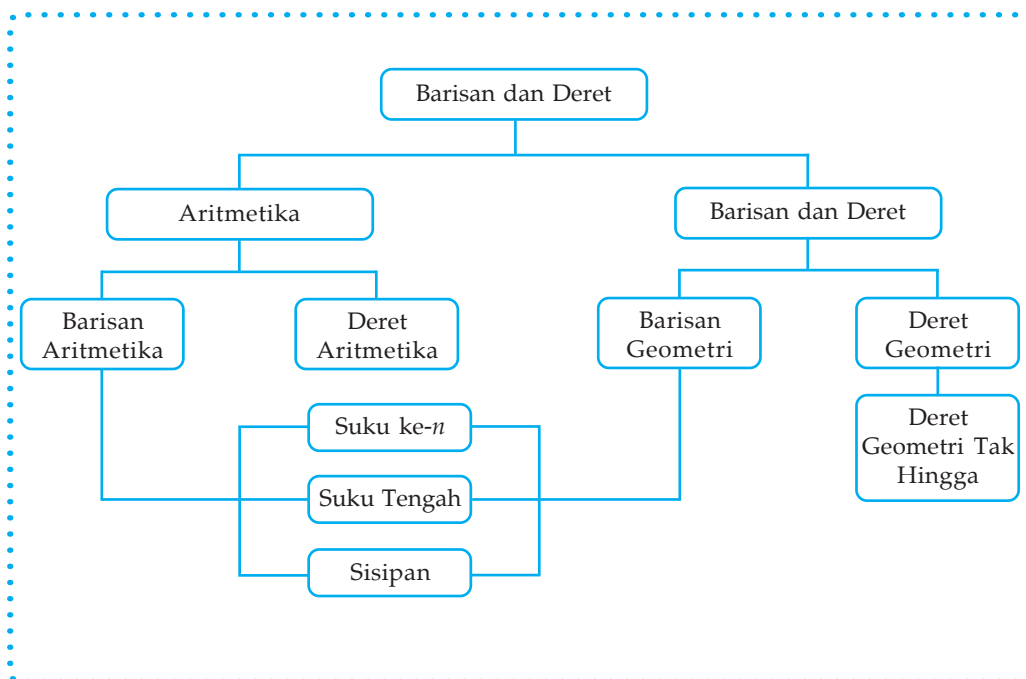 Barisan dan Deret
Aritmetika
Barisan dan Deret
Barisan
Aritmetika
Deret
Aritmetika
Barisan
Geometri
Deret
Geometri
Suku ke-n
Suku Tengah
Sisipan
Deret
Geometri Tak
Hingga